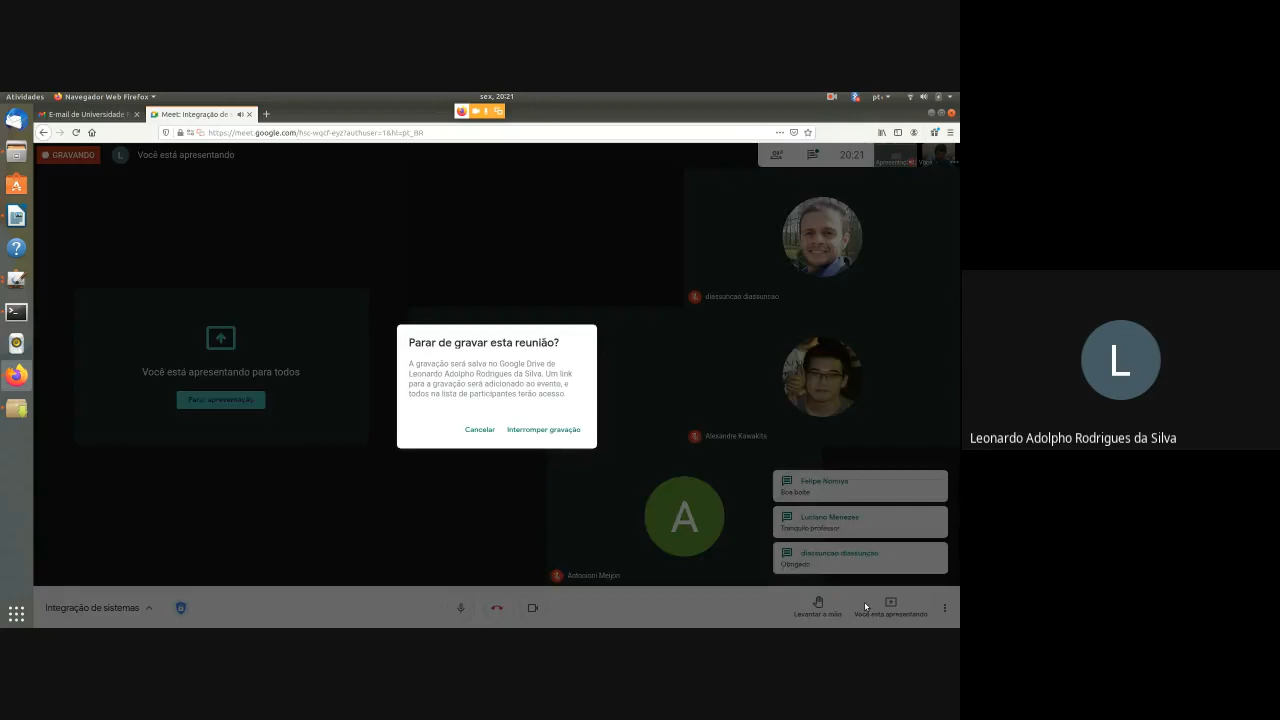 Atividades
Navegador Web Firefox
sex, 20:21
pt
E-mail de Universidade F
Meet: Integração de s
https://meet.google.com/hsc-wqcf-eyz?authuser=1&hl=pt_BR
GRAVANDO
L
Você está apresentando
20:21
Você
diassuncao diassuncao
Você está apresentando para todos
Parar apresentação
Parar de gravar esta reunião?
A gravação será salva no Google Drive de
Leonardo Adolpho Rodrigues da Silva. Um link
para a gravação será adicionado ao evento, e
todos na lista de participantes terão acesso
Cancelar
Interromper gravação
Alexandre Kawakita
L
Leonardo Adolpho Rodrigues da Silva
Felipe Nomiya
Boa boite
Luciano Menezes
Tranquilo professor
diassuncao diassuncao
Obrigado
A
Antonioni Meijon
Integração de sistemas
Levantar a mão
Você está apresentando